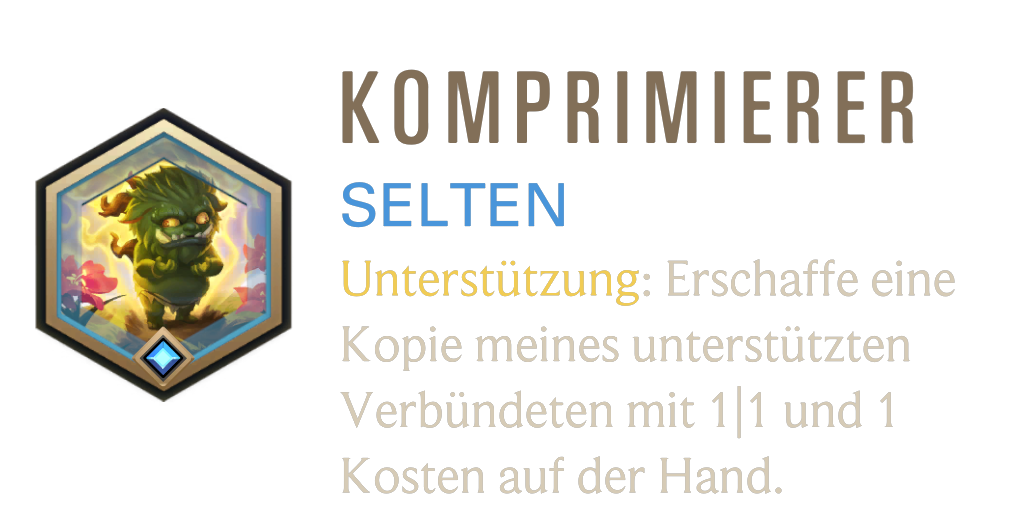 KOMPRIMIERER
SELTEN
Unterstützung: Erschaffe eine
Kopie meines unterstützten
Verbündeten mit 1|1 und 1
Kosten auf der Hand.